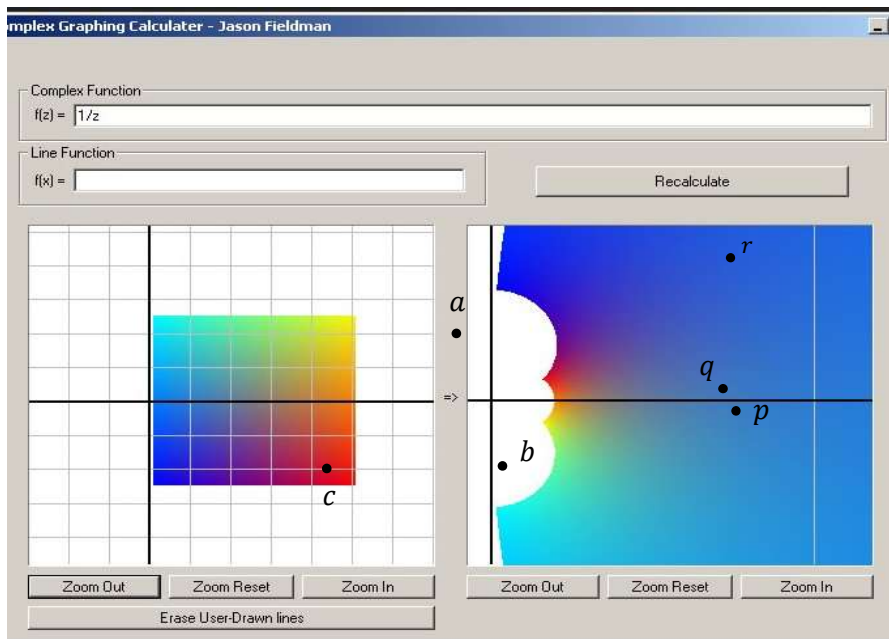 omplex Graphing Calculater - Jason Fieldman
Complex Function
f(z) = 1/z
Line Function
f(x) =
Recalculate
a
r
q
=>
p
b
c
Zoom Out Zoom Reset Zoom In Zoom Out Zoom Reset Zoom In
Erase User-Drawn lines